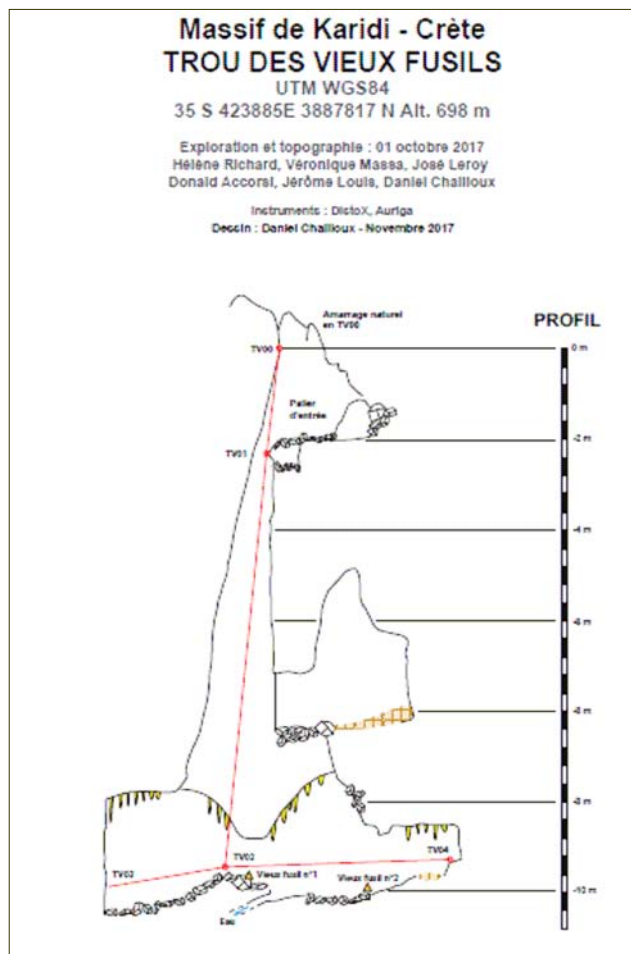 Massif de Karidi - Crète
TROU DES VIEUX FUSILS
UTM WGS84
35 S 423885E 3887817 N Alt. 698 m
Exploration et topographie : 01 octobre 2017
Hélène Richard, Véronique Massa, José Leroy
Donald Accorsi, Jérôme Louis, Daniel Chailloux
Instruments : DistoX, Auriga
Dessin : Daniel Chailloux - Novembre 2017
Amarrage naturel
en TV00
PROFIL
TV00
0 m
Palier
d'entrée
-2 m
TV01
-4 m
-6 m
-8 m
-8 m
TV02
TV04
TV03
Vieux fusil n°1
Vieux fusil n°2
-10 m
Eau